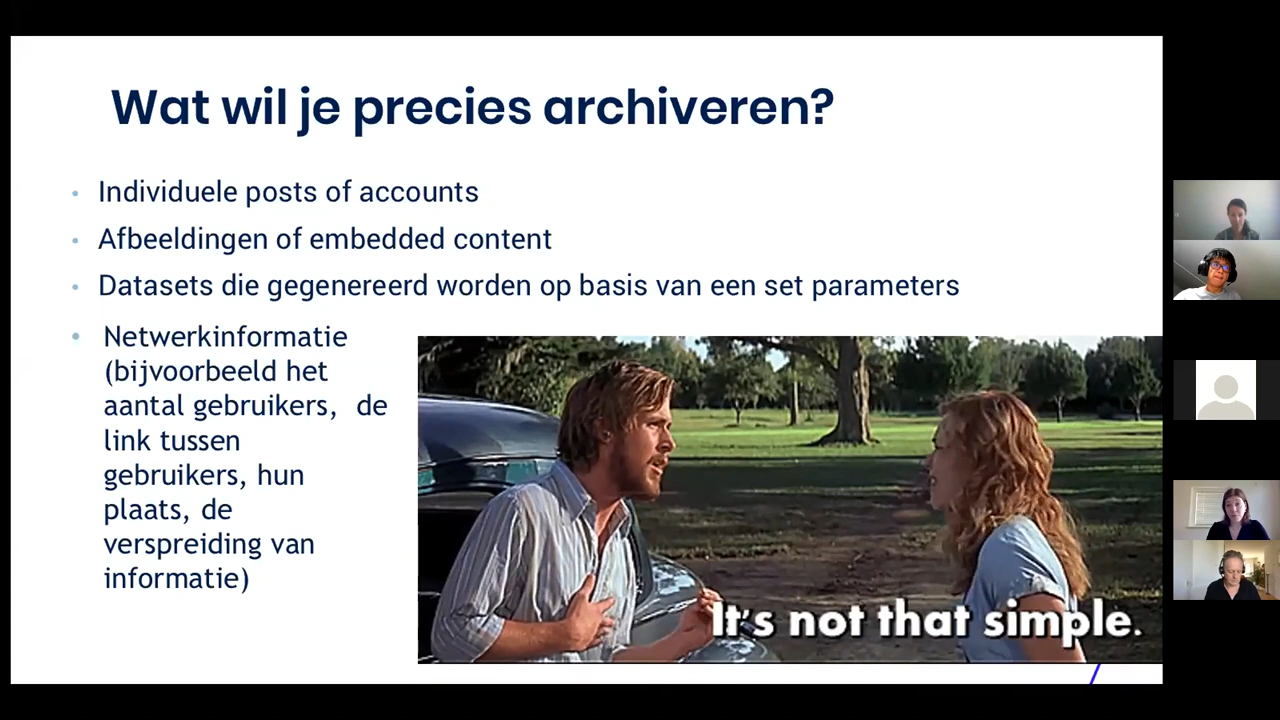 Wat wil je precies archiveren?
• Individuele posts of accounts
• Afbeeldingen of embedded content
• Datasets die gegenereerd worden op basis van een set parameters
• Netwerkinformatie
(bijvoorbeeld het
aantal gebruikers, de
link tussen
gebruikers, hun
plaats, de
verspreiding van
informatie)
It's not that simple.